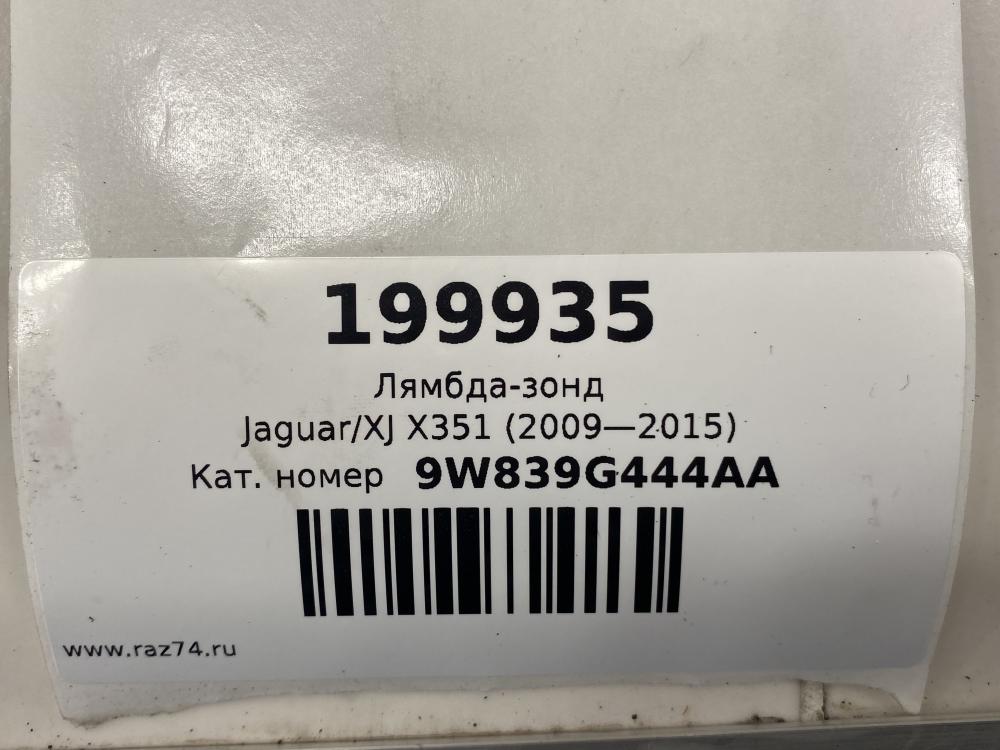 199935
Лямбда-зонд
Jaguar/XJ X351 (2009—2015)
Кат. номер 9W839G444AA
www.raz74.ru